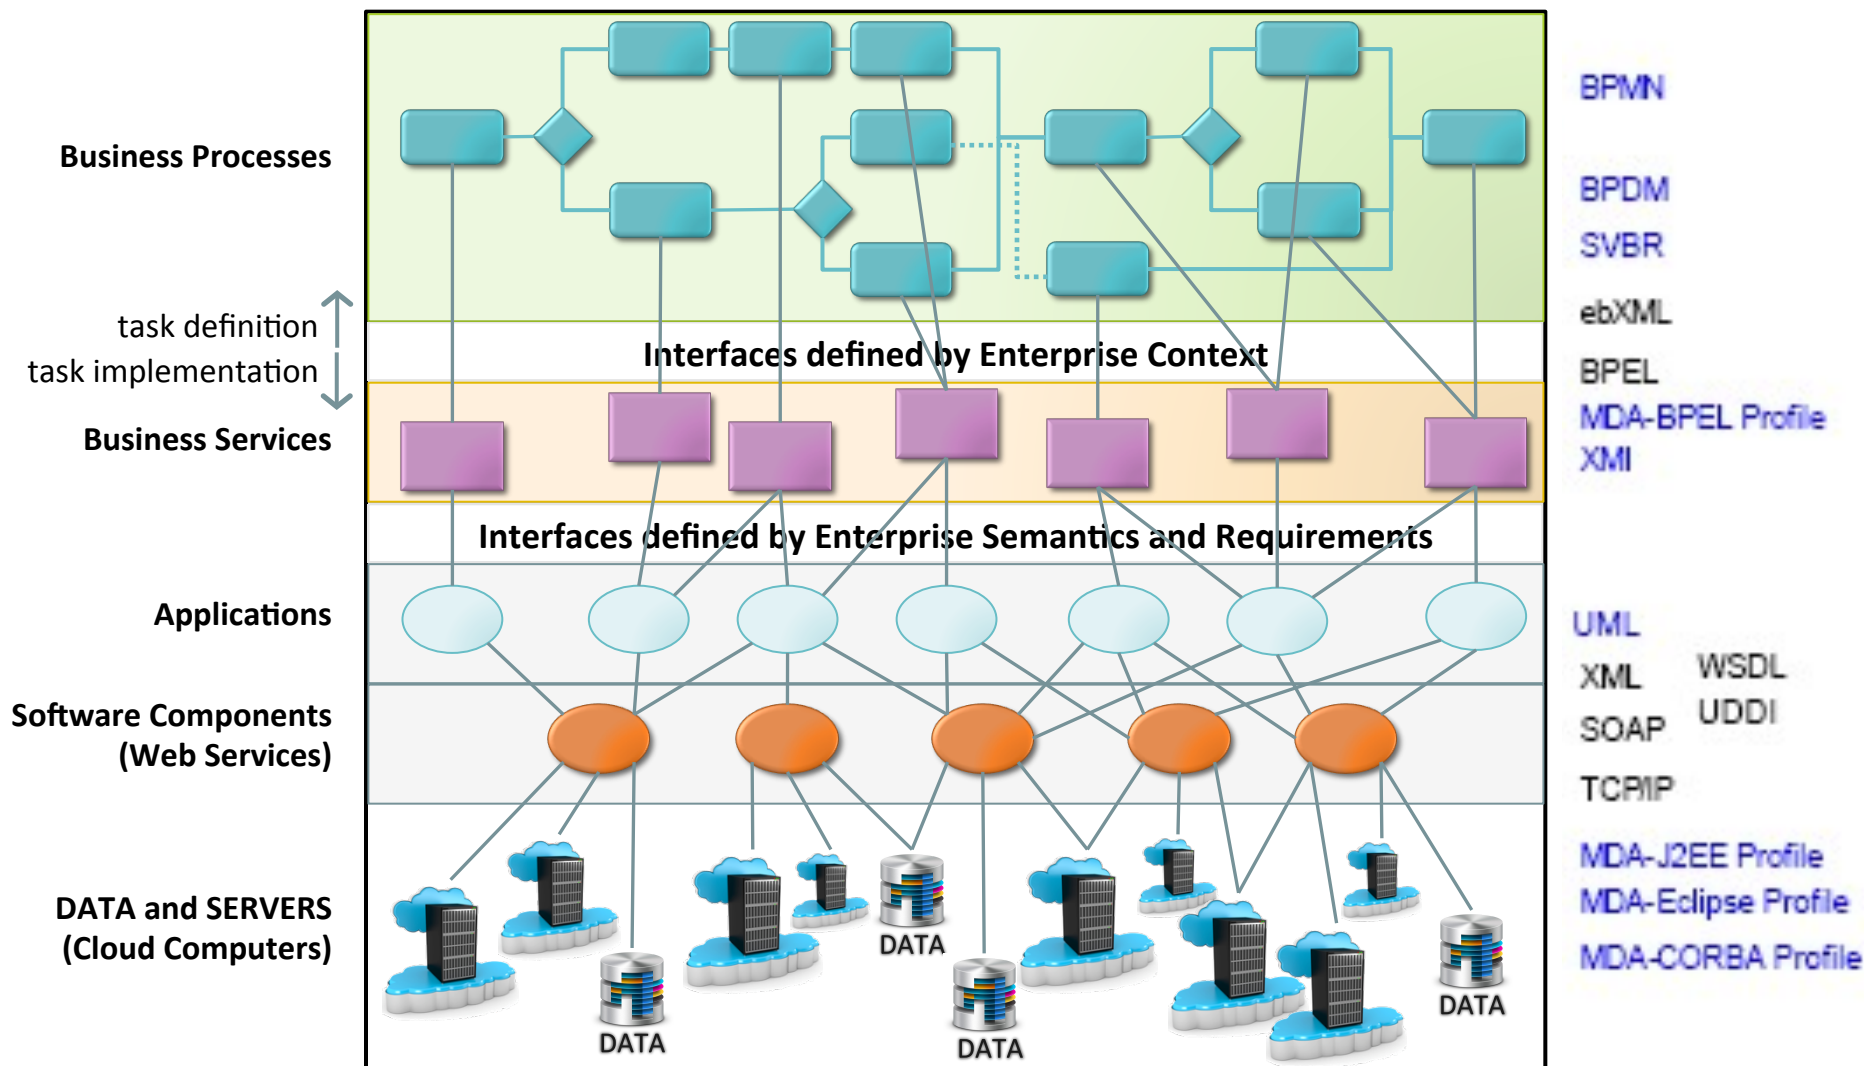 Business Processes
task definition
task implementation
Business Services
Applications
Software Components
(Web Services)
DATA and SERVERS
(Cloud Computers)
Interfaces defined by Enterprise Context
Interfaces defined by Enterprise Semantics and Requirements
DATA
DATA
DATA
DATA
BPMN
BPDM
SVBR
ebXML
BPEL
MDA-BPEL Profile
XMI
UML
XML
WSDL
SOAP
UDDI
TCP/IP
MDA-J2EE Profile
MDA-Eclipse Profile
MDA-CORBA Profile